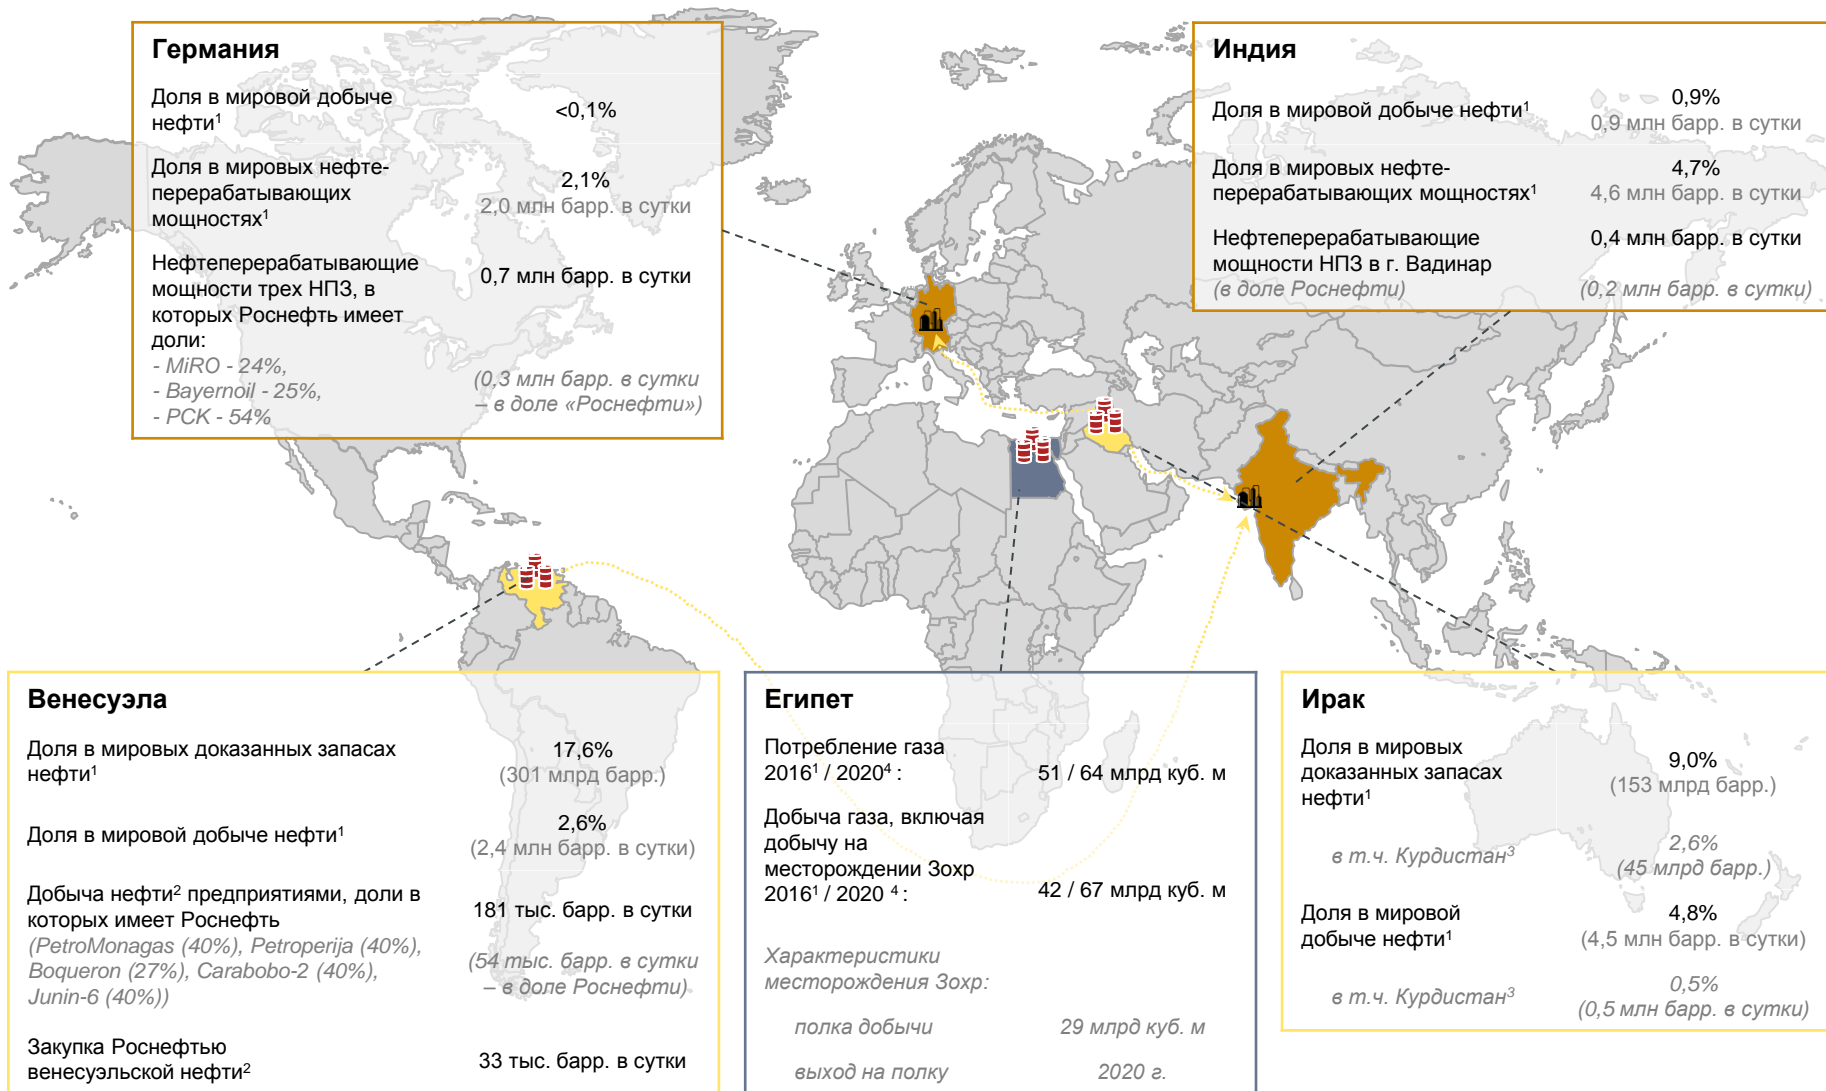 Германия
Доля в мировой добыче
нефти¹
<0,1%
Доля в мировых нефте-
перерабатывающих
мощностях¹
2,1%
2,0 млн барр. в сутки
Нефтеперерабатывающие
мощности трех НПЗ, в
которых Роснефть имеет
доли:
- MiRO - 24%,
- Bayernoil - 25%,
- PCK - 54%
0,7 млн барр. в сутки
(0,3 млн барр. в сутки
– в доле «Роснефти»)
Индия
Доля в мировой добыче нефти¹
0,9%
0,9 млн барр. в сутки
Доля в мировых нефте-
перерабатывающих мощностях¹
4,7%
4,6 млн барр. в сутки
Нефтеперерабатывающие
мощности НПЗ в г. Вадинар
(в доле Роснефти)
0,4 млн барр. в сутки
(0,2 млн барр. в сутки)
Венесуэла
Доля в мировых доказанных запасах
нефти¹
17,6%
(301 млрд барр.)
Доля в мировой добыче нефти¹
2,6%
(2,4 млн барр. в сутки)
Добыча нефти² предприятиями, доли в
которых имеет Роснефть
(PetroMonagas (40%), Petroperija (40%),
Boqueron (27%), Carabobo-2 (40%),
Junin-6 (40%))
181 тыс. барр. в сутки
(54 тыс. барр. в сутки
– в доле Роснефти)
Закупка Роснефтью
венесуэльской нефти²
33 тыс. барр. в сутки
Египет
Потребление газа
2016¹ / 2020⁴ :
51 / 64 млрд куб. м
Добыча газа, включая
добычу на
месторождении Зохр
2016¹ / 2020 ⁴ :
42 / 67 млрд куб. м
Характеристики
месторождения Зохр:
полка добычи
29 млрд куб. м
выход на полку
2020 г.
Ирак
Доля в мировых
доказанных запасах
нефти¹
9,0%
(153 млрд барр.)
в т.ч. Курдистан³
2,6%
(45 млрд барр.)
Доля в мировой
добыче нефти¹
4,8%
(4,5 млн барр. в сутки)
в т.ч. Курдистан³
0,5%
(0,5 млн барр. в сутки)